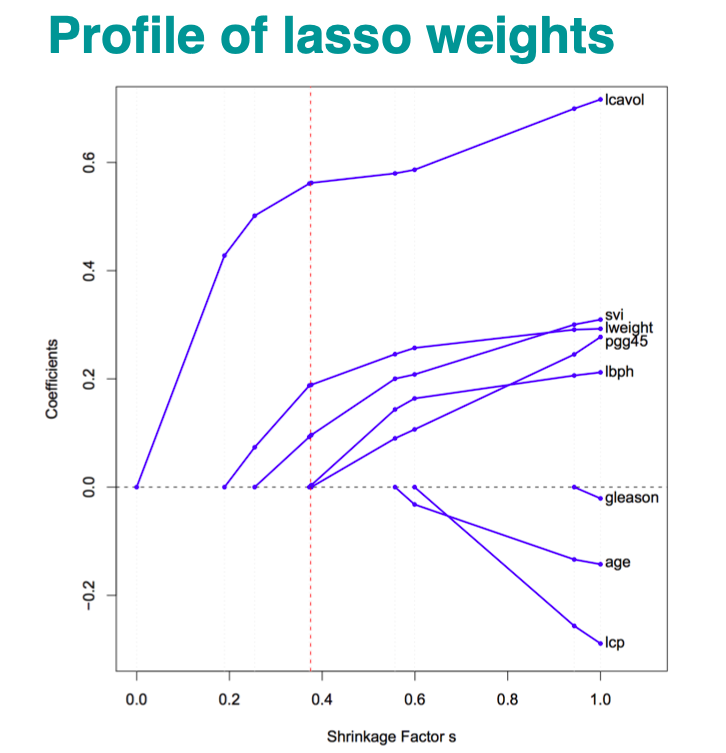 Profile of lasso weights
lcavol
0.6
0.4
svi
lweight
pgg45
Coefficients
0.2
lbph
0.0
gleason
age
−0.2
lcp
0.0 0.2 0.4 0.6 0.8 1.0
Shrinkage Factor s